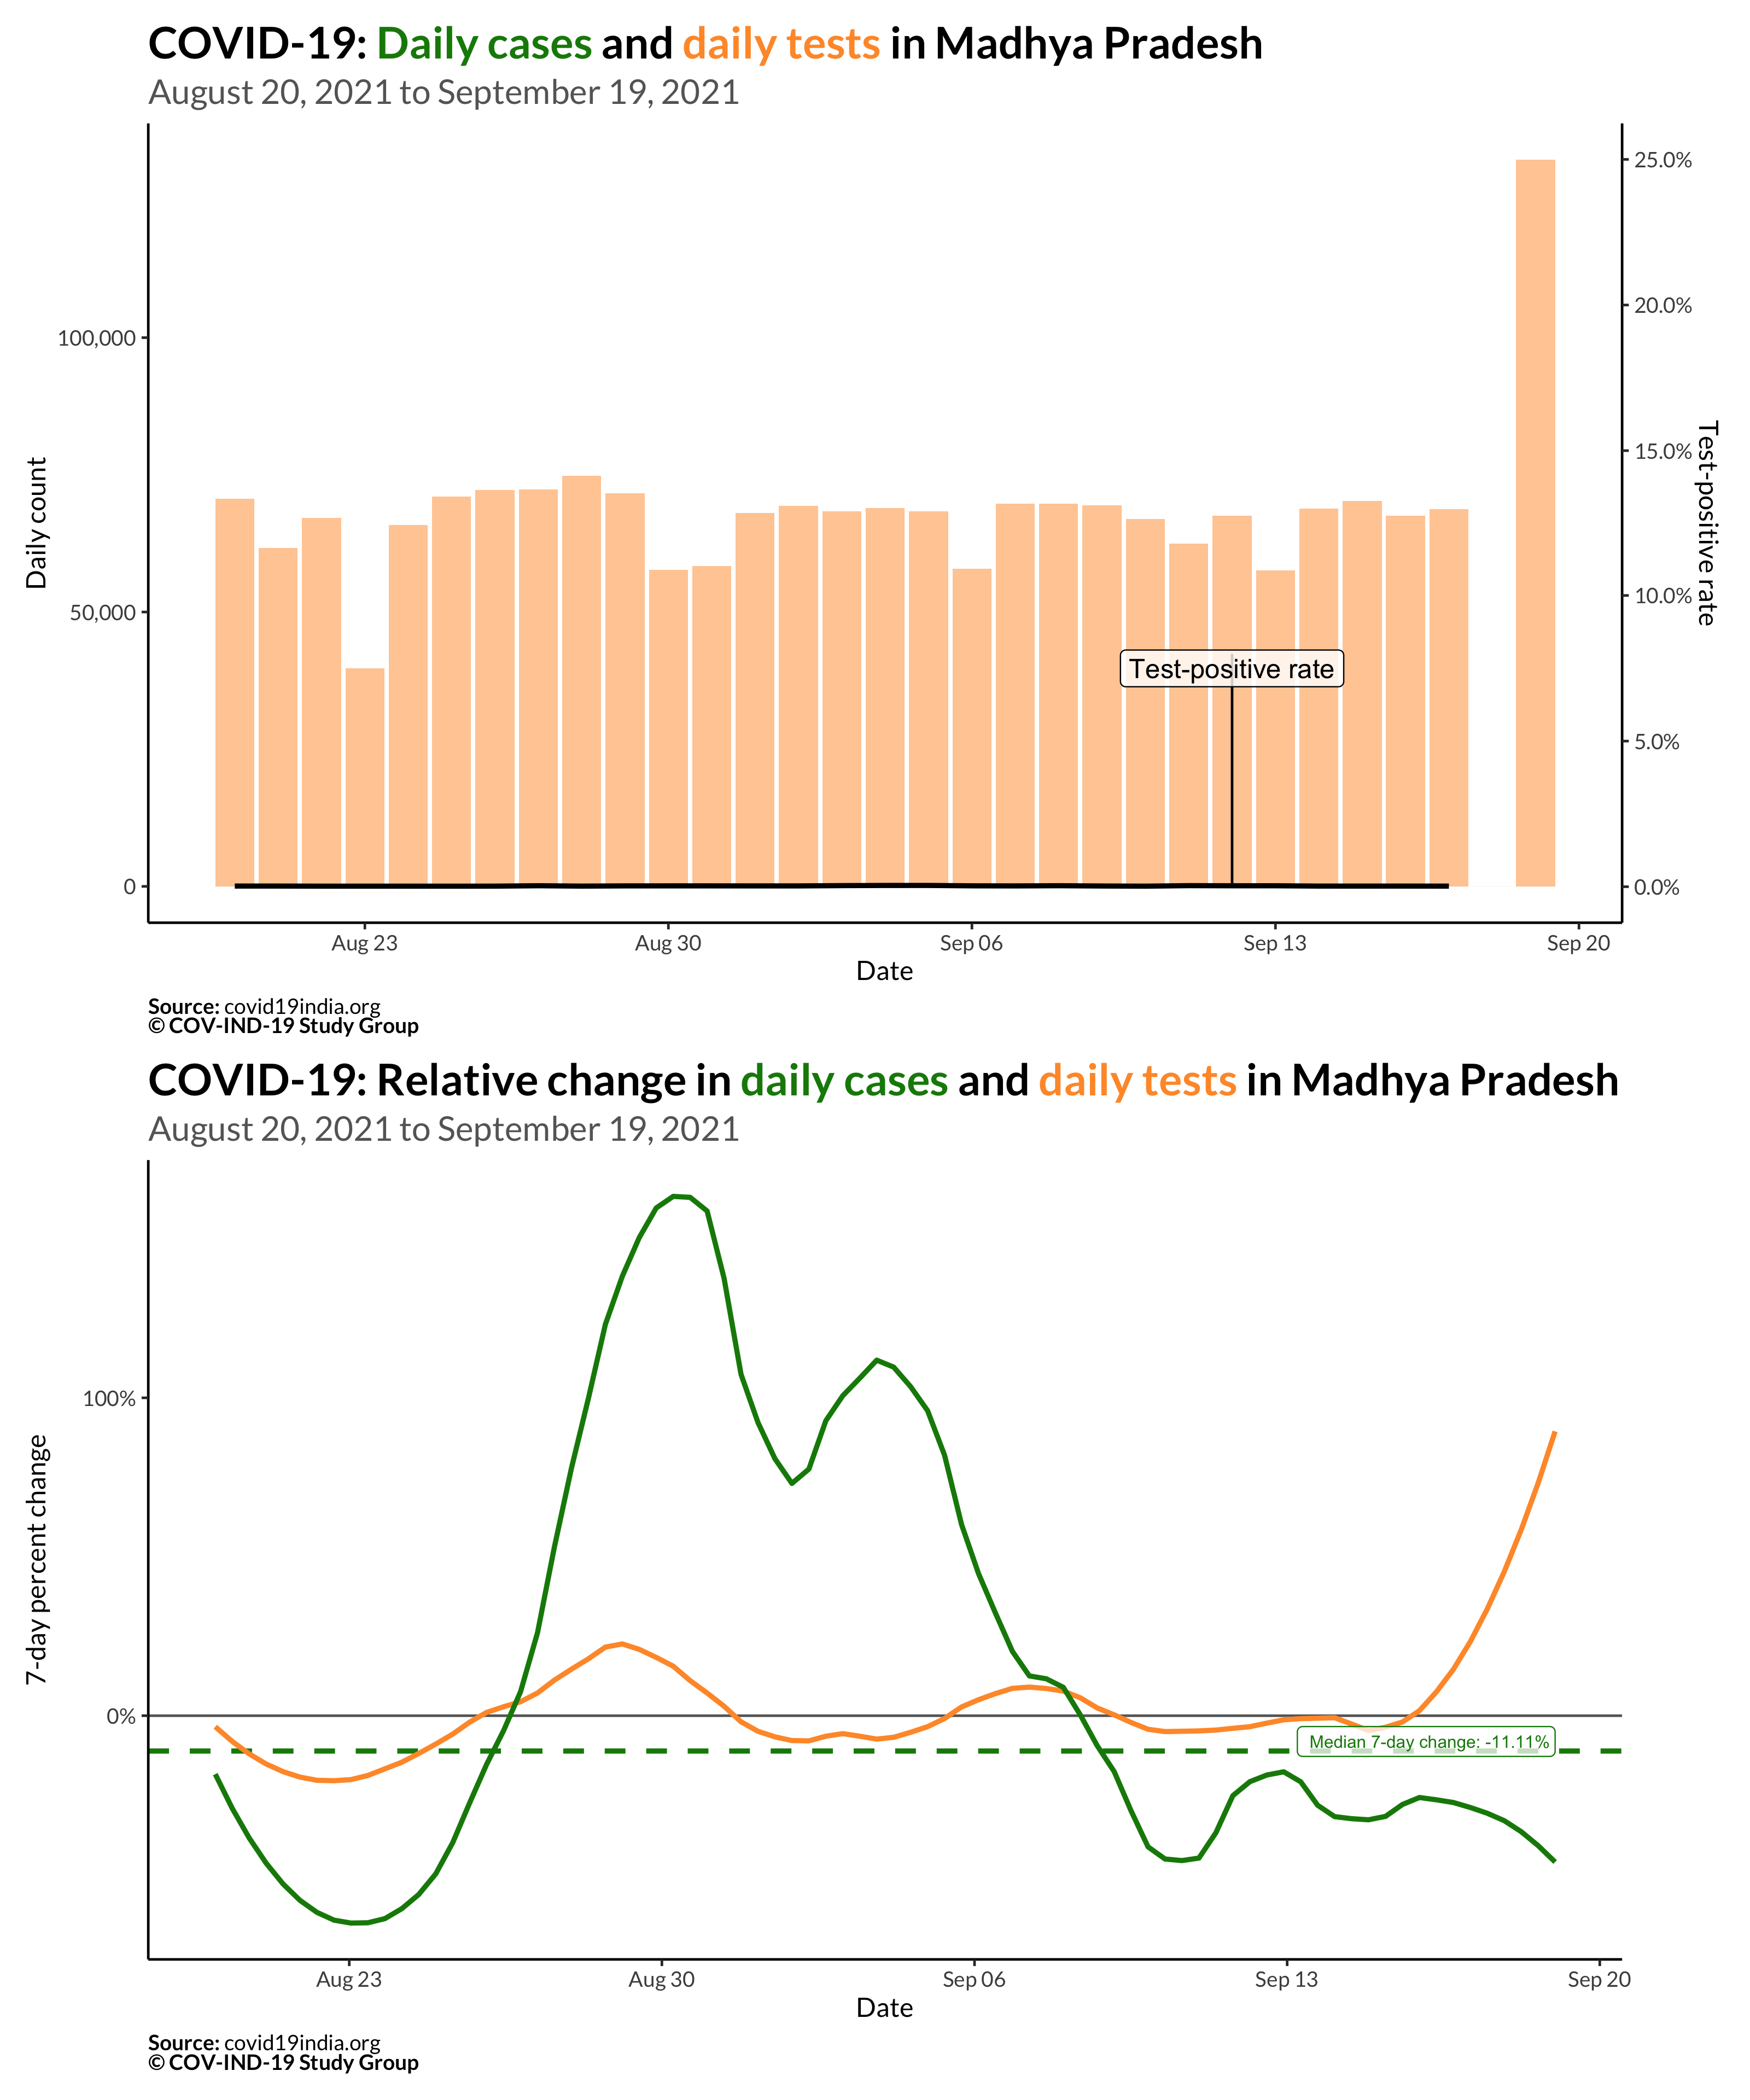 COVID-19: Daily cases and daily tests in Madhya Pradesh
August 20, 2021 to September 19, 2021
Daily count
100,000
50,000
0
25.0%
20.0%
15.0%
10.0%
5.0%
0.0%
Test-positive rate
Test-positive rate
Aug 23
Aug 30
Sep 06
Sep 13
Sep 20
Date
Source: covid19india.org
© COV-IND-19 Study Group
COVID-19: Relative change in daily cases and daily tests in Madhya Pradesh
August 20, 2021 to September 19, 2021
7-day percent change
100%
0%
Median 7-day change: -11.11%
Aug 23
Aug 30
Sep 06
Sep 13
Sep 20
Date
Source: covid19india.org
© COV-IND-19 Study Group